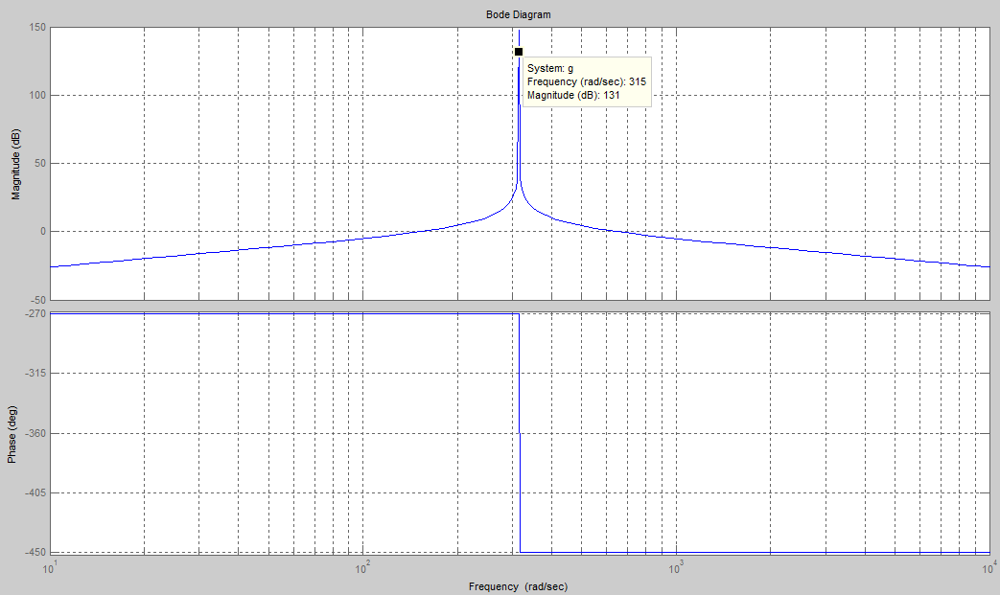 Bode Diagram
150
100
50
0
-50
Magnitude (dB)
System: g
Frequency (rad/sec): 315
Magnitude (dB): 131
-270
-315
-360
-405
-450
Phase (deg)
10^1
10^2
10^3
10^4
Frequency (rad/sec)